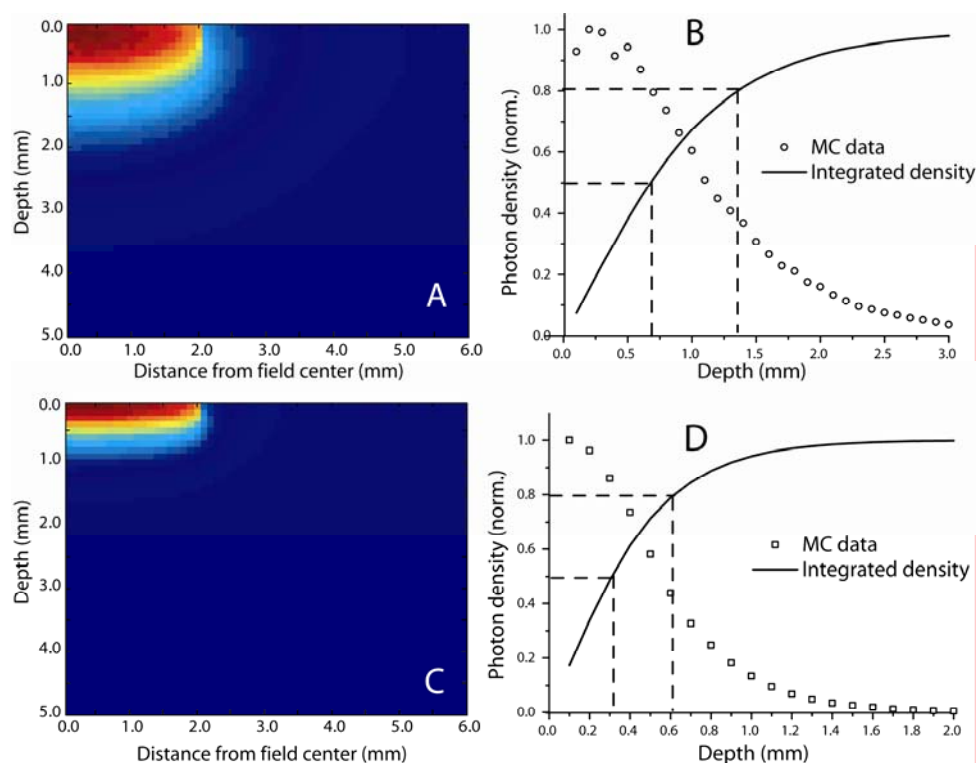 0.0
1.0
2.0
3.0
4.0
5.0
Depth (mm)
A
0.0 1.0 2.0 3.0 4.0 5.0 6.0
Distance from field center (mm)
B
1.0
0.8
0.6
0.4
0.2
0.0
Photon density (norm.)
MC data
Integrated density
0.0 0.5 1.0 1.5 2.0 2.5 3.0
Depth (mm)
0.0
1.0
2.0
3.0
4.0
5.0
Depth (mm)
C
0.0 1.0 2.0 3.0 4.0 5.0 6.0
Distance from field center (mm)
D
1.0
0.8
0.6
0.4
0.2
0.0
Photon density (norm.)
MC data
Integrated density
0.0 0.2 0.4 0.6 0.8 1.0 1.2 1.4 1.6 1.8 2.0
Depth (mm)